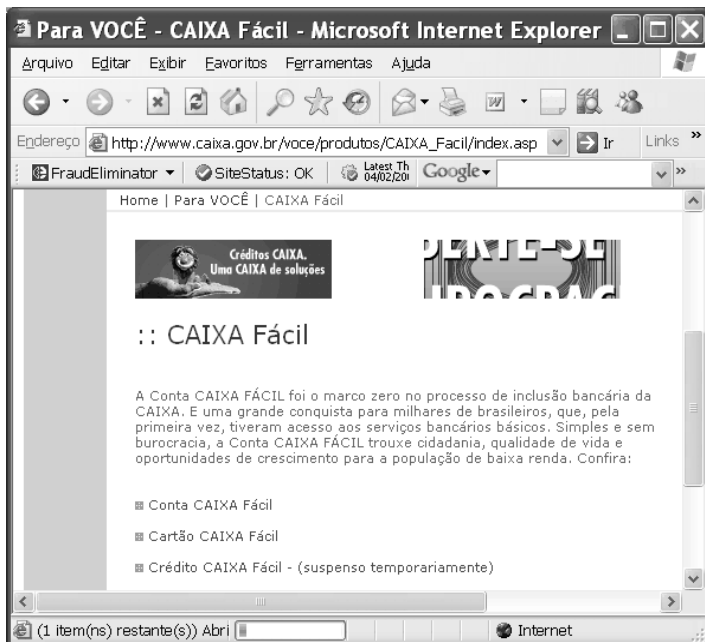 Para VOCÊ - CAIXA Fácil - Microsoft Internet Explorer
Arquivo Editar Exibir Favoritos Ferramentas Ajuda
Endereço http://www.caixa.gov.br/voce/produtos/CAIXA_Facil/index.asp Ir Links »
FraudEliminator SiteStatus: OK Latest Th Google »
04/02/20
Home | Para VOCÊ | CAIXA Fácil
Créditos CAIXA.
Uma CAIXA de soluções
:: CAIXA Fácil
A Conta CAIXA FÁCIL foi o marco zero no processo de inclusão bancária da
CAIXA. E uma grande conquista para milhares de brasileiros, que, pela
primeira vez, tiveram acesso aos serviços bancários básicos. Simples e sem
burocracia, a Conta CAIXA FÁCIL trouxe cidadania, qualidade de vida e
oportunidades de crescimento para a população de baixa renda. Confira:
Conta CAIXA Fácil
Cartão CAIXA Fácil
Crédito CAIXA Fácil - (suspenso temporariamente)
(1 item(ns) restante(s)) Abri Internet